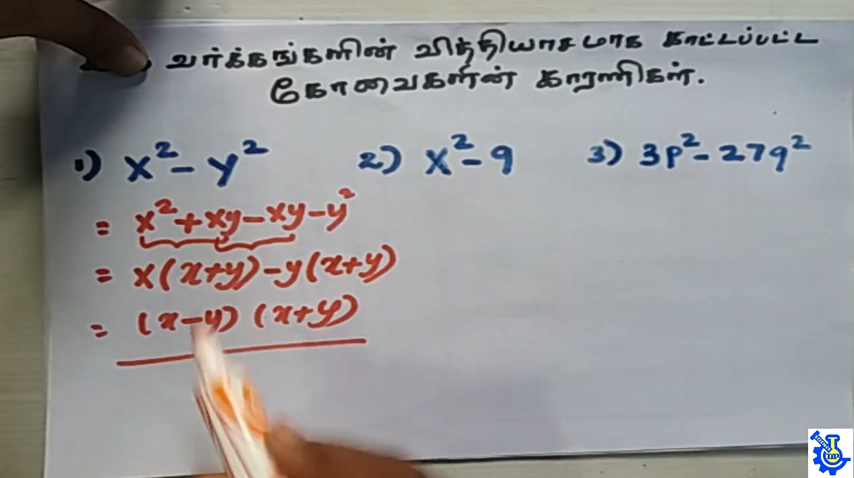 வர்க்கங்களின் வித்தியாசமாக காட்டப்பட்ட
கோவைகளின் காரணிகள்.
1) x² - y² 2) x² - 9 3) 3p² - 27q²
= x² + xy - xy - y²
= x(x+y) - y(x+y)
= (x-y) (x+y)